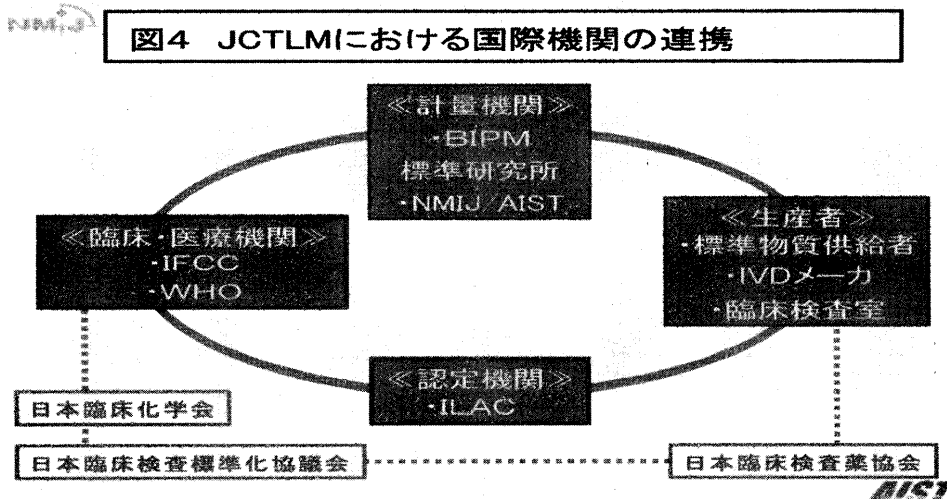 NMIJ
図4 JCTLMにおける国際機関の連携
≪計量機関≫
・BIPM
標準研究所
・NMIJ/AIST
≪臨床・医療機関≫
・IFCC
・WHO
≪生産者≫
・標準物質供給者
・IVDメーカ
・臨床検査室
≪認定機関≫
・ILAC
日本臨床化学会
日本臨床検査標準化協議会
日本臨床検査薬協会
AIST